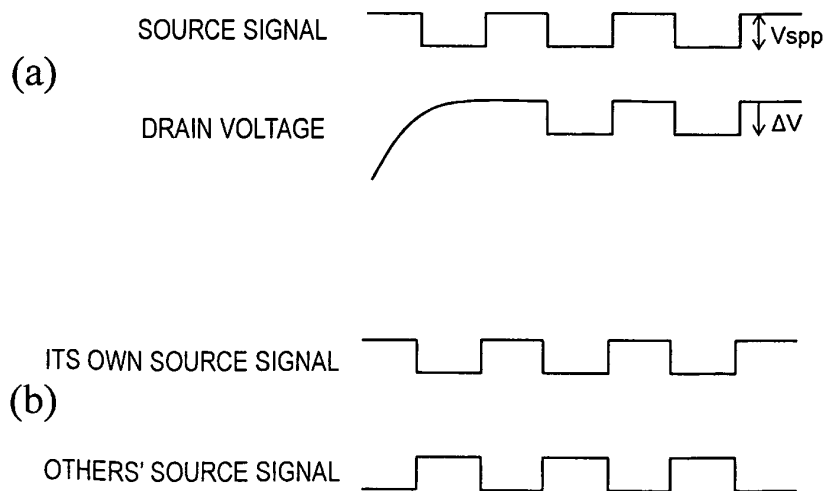 SOURCE SIGNAL
Vspp
(a)
DRAIN VOLTAGE
ΔV
ITS OWN SOURCE SIGNAL
(b)
OTHERS' SOURCE SIGNAL